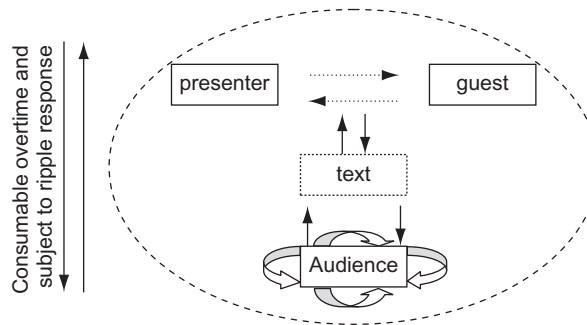 Consumable overtime and
subject to ripple response
presenter
guest
text
Audience